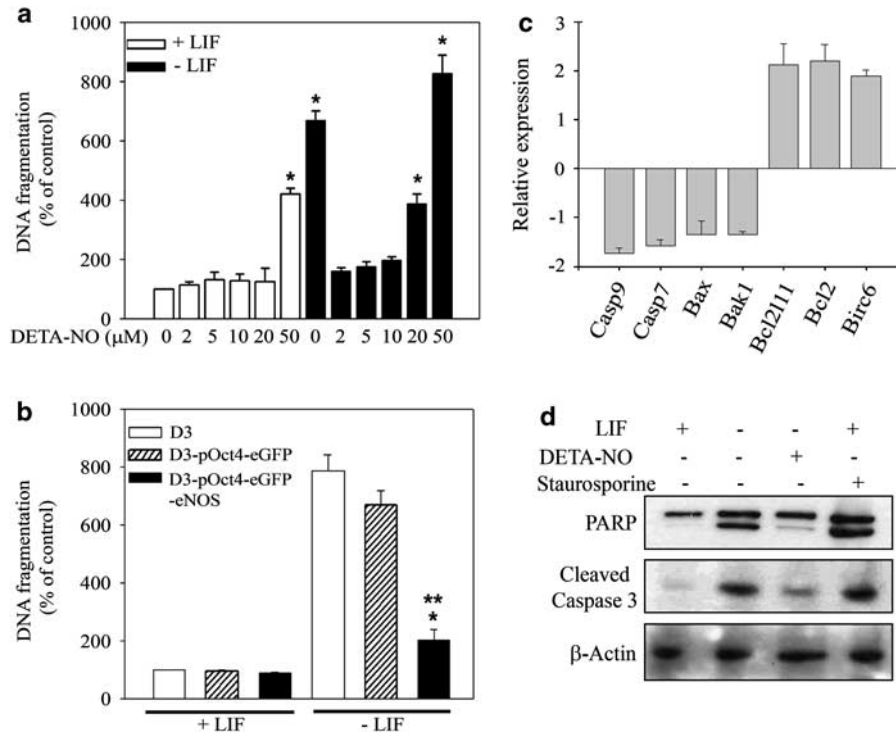 a
1000
800
600
400
200
0
DNA fragmentation
(% of control)
+ LIF
- LIF
*
*
*
*
DETA-NO (µM) 0 2 5 10 20 50 0 2 5 10 20 50
b
1000
800
600
400
200
0
DNA fragmentation
(% of control)
D3
D3-pOct4-eGFP
D3-pOct4-eGFP
-eNOS
**
*
+ LIF
- LIF
c
3
2
1
0
-1
-2
Relative expression
Casp9
Casp7
Bax
Bak1
Bcl2l11
Bcl2
Birc6
d
LIF + - - +
DETA-NO - - + -
Staurosporine - - - +
PARP
Cleaved
Caspase 3
β-Actin